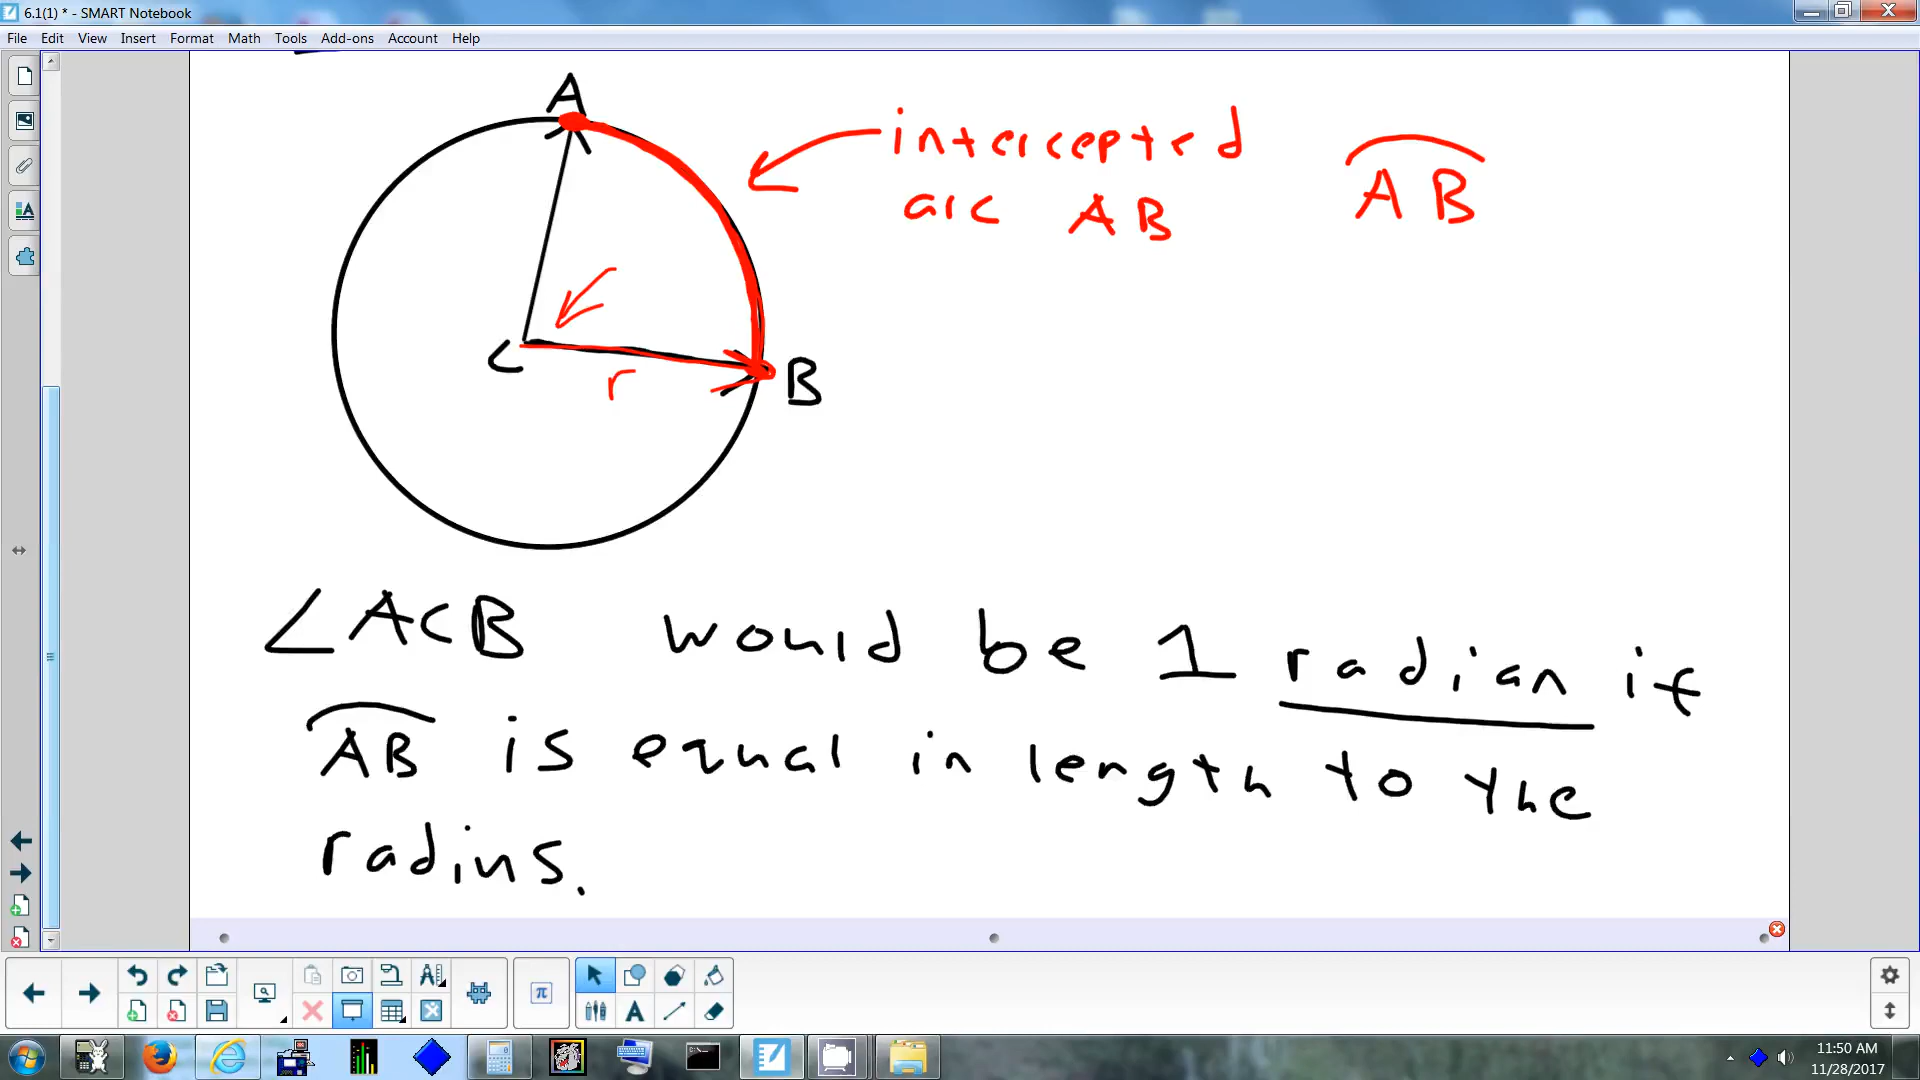 6.1(1) * - SMART Notebook
File Edit View Insert Format Math Tools Add-ons Account Help
A
intercepted
arc AB
AB
C
r
B
∠ACB would be 1 radian if
AB is equal in length to the
radius.
π
A
11:50 AM
11/28/2017